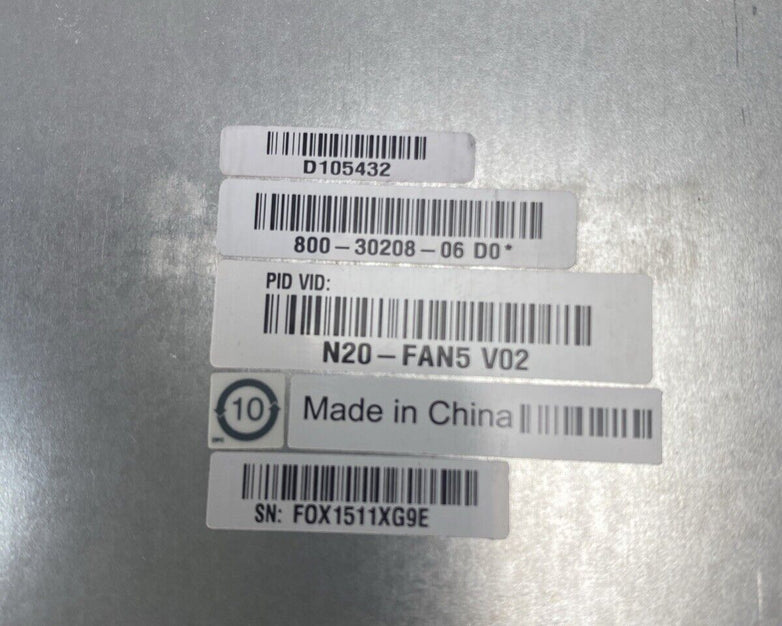 D105432
800-30208-06 D0*
PID VID:
N20-FAN5 V02
10
Made in China
SN: FOX1511XG9E